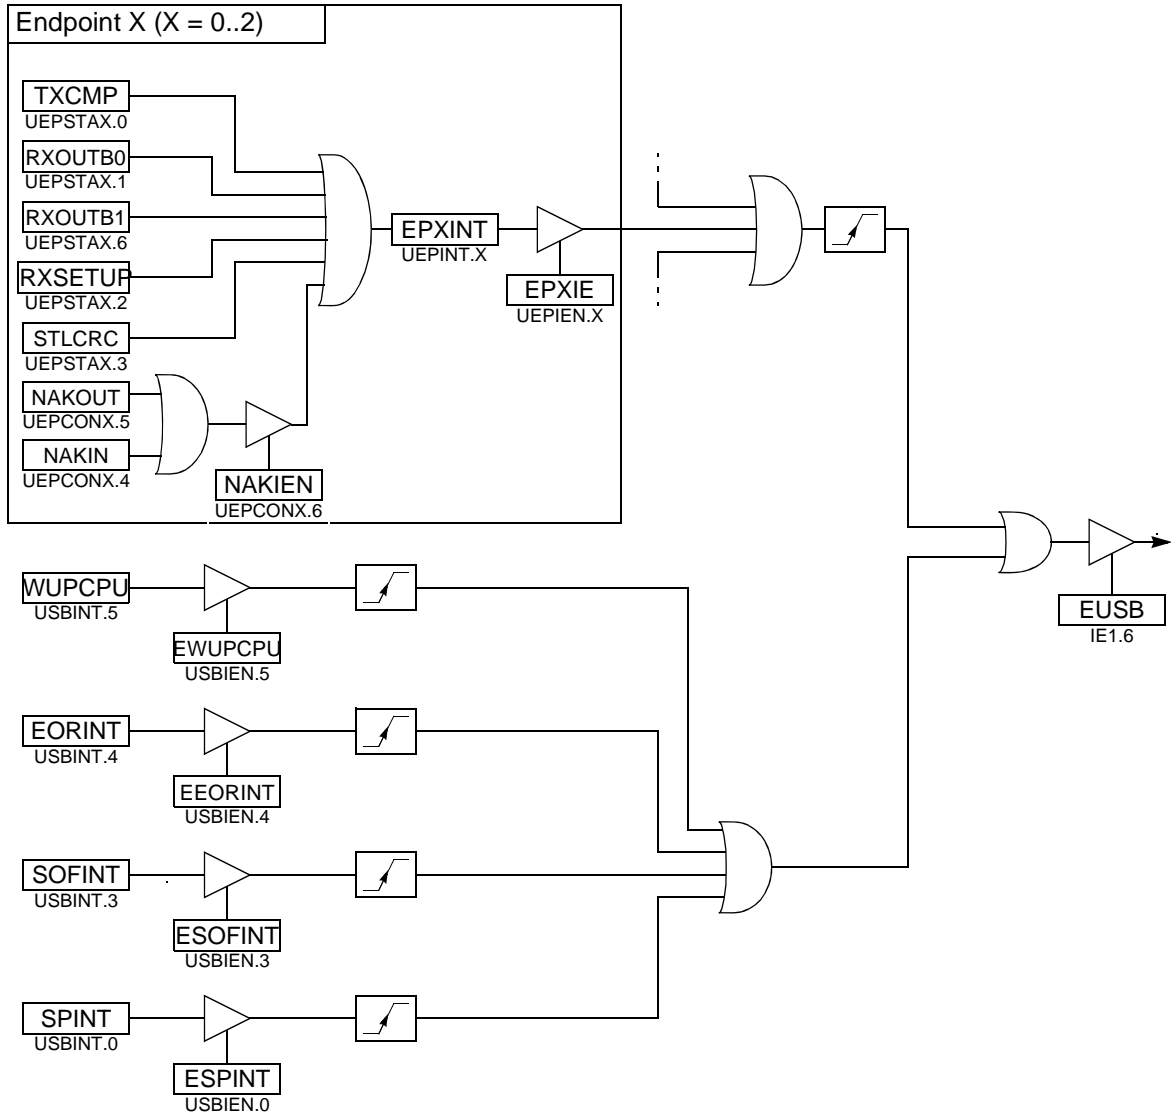 Endpoint X (X = 0..2)
TXCMP
UEPSTAX.0
RXOUTB0
UEPSTAX.1
RXOUTB1
UEPSTAX.6
RXSETUP
UEPSTAX.2
STLCRC
UEPSTAX.3
NAKOUT
UEPCONX.5
NAKIN
UEPCONX.4
NAKIEN
UEPCONX.6
EPXINT
UEPINT.X
EPXIE
UEPIEN.X
WUPCPU
USBINT.5
EWUPCPU
USBIEN.5
EORINT
USBINT.4
EEORINT
USBIEN.4
SOFINT
USBINT.3
ESOFINT
USBIEN.3
SPINT
USBINT.0
ESPINT
USBIEN.0
EUSB
IE1.6